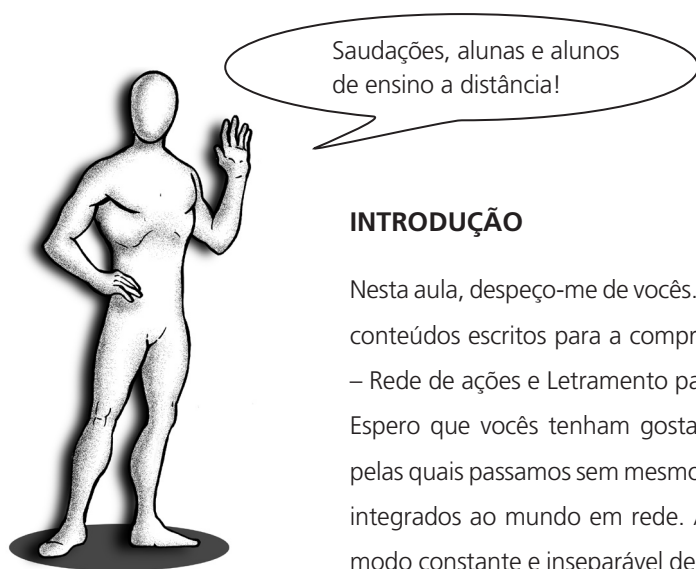 Saudações, alunas e alunos
de ensino a distância!
INTRODUÇÃO
Nesta aula, despeço-me de vocês.
conteúdos escritos para a compr
– Rede de ações e Letramento pa
Espero que vocês tenham gosta
pelas quais passamos sem mesmo
integrados ao mundo em rede. A
modo constante e inseparável de